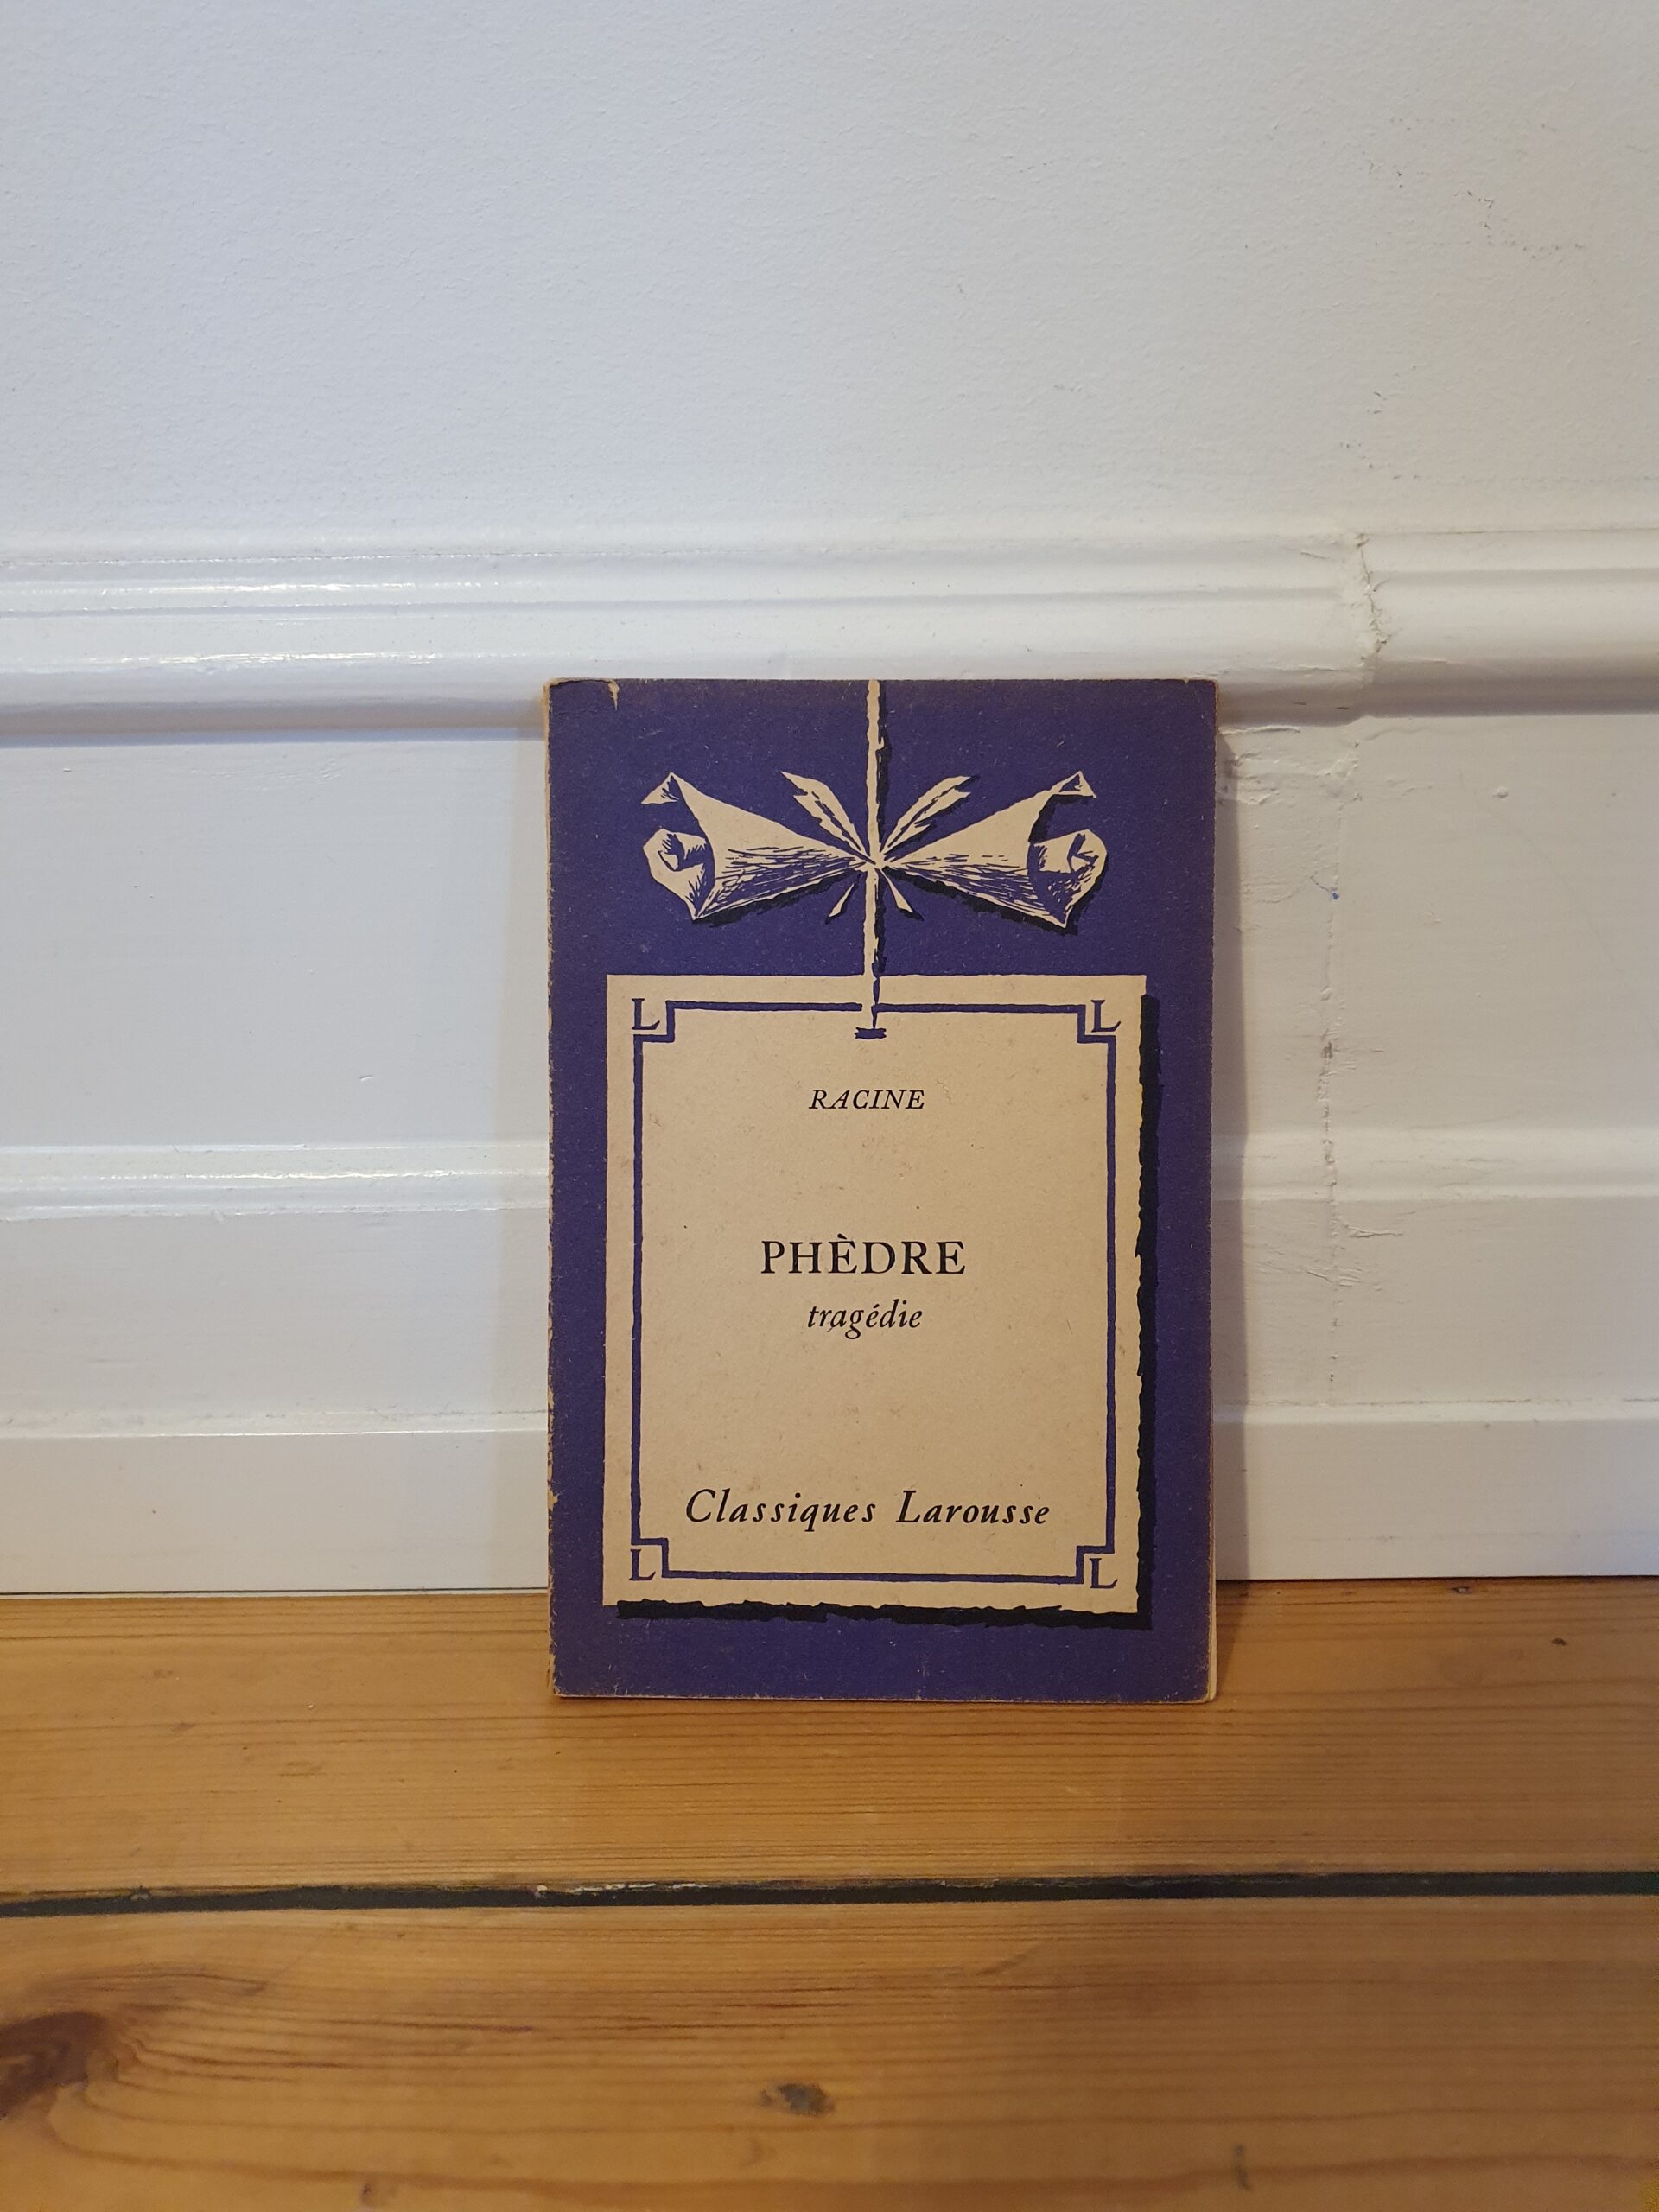 L L
RACINE
PHÈDRE
tragédie
Classiques Larousse
L L